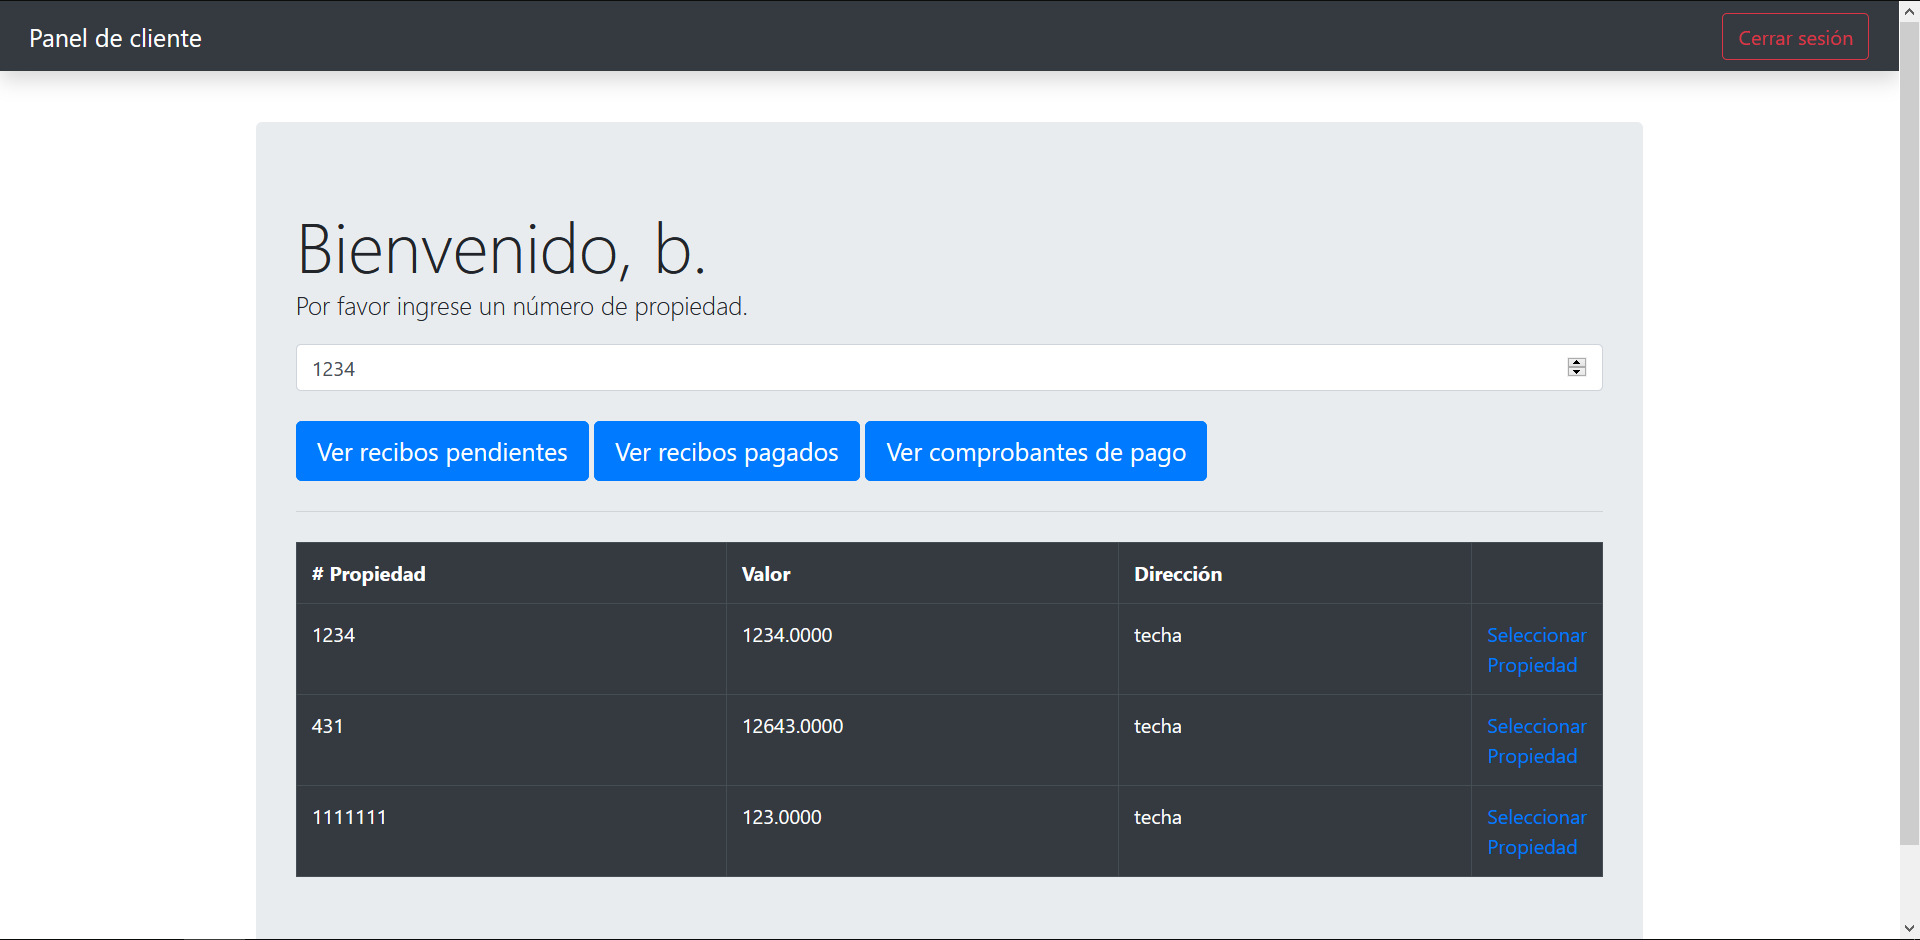 Panel de cliente
Cerrar sesión
Bienvenido, b.
Por favor ingrese un número de propiedad.
1234
Ver recibos pendientes Ver recibos pagados Ver comprobantes de pago
# Propiedad Valor Dirección
1234 1234.0000 techa Seleccionar
Propiedad
431 12643.0000 techa Seleccionar
Propiedad
1111111 123.0000 techa Seleccionar
Propiedad